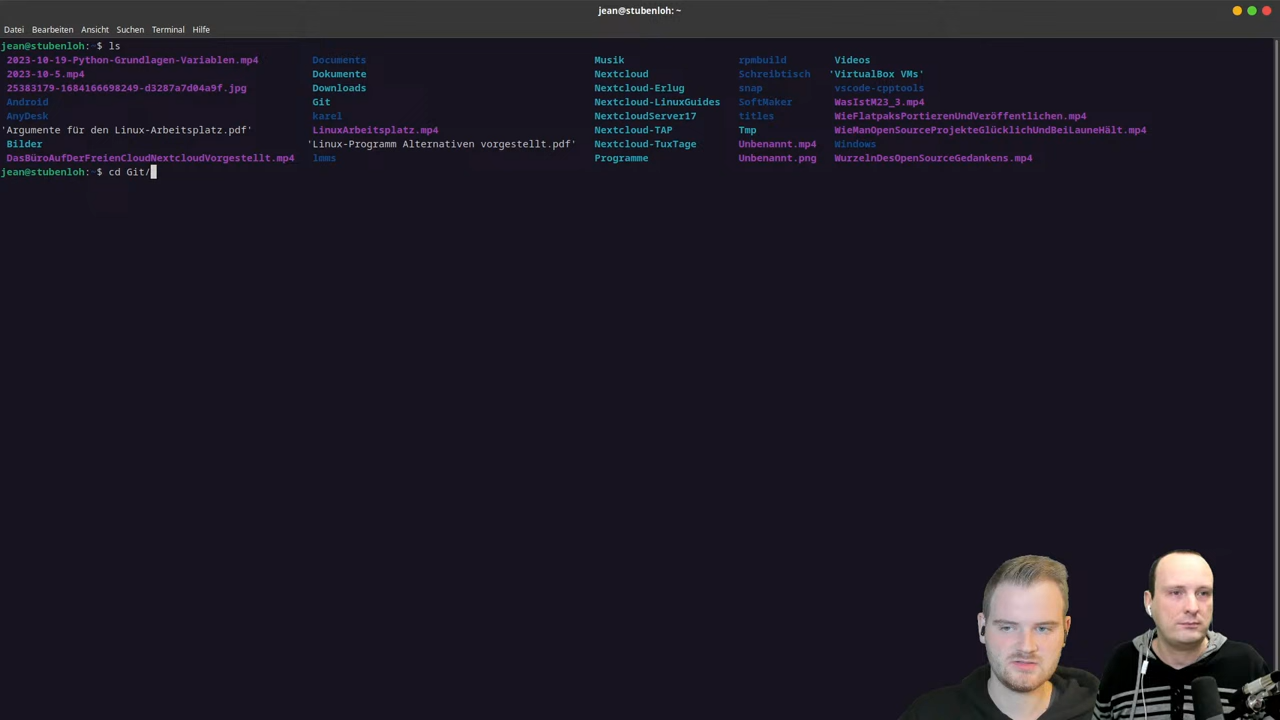 jean@stubenloh: ~
Datei Bearbeiten Ansicht Suchen Terminal Hilfe
jean@stubenloh:~$ ls
2023-10-19-Python-Grundlagen-Variablen.mp4 Documents Musik rpmbuild Videos
2023-10-5.mp4 Dokumente Nextcloud Schreibtisch 'VirtualBox VMs'
25383179-1684166698249-d3287a7d04a9f.jpg Downloads Nextcloud-Erlug snap vscode-cpptools
Android Git Nextcloud-LinuxGuides SoftMaker WasIstM23_3.mp4
AnyDesk karel NextcloudServer17 titles WieFlatpaksPortierenUndVeröffentlichen.mp4
'Argumente für den Linux-Arbeitsplatz.pdf' LinuxArbeitsplatz.mp4 Nextcloud-TAP Tmp WieManOpenSourceProjekteGlücklichUndBeiLauneHält.mp4
Bilder 'Linux-Programm Alternativen vorgestellt.pdf' Nextcloud-TuxTage Unbenannt.mp4 Windows
DasBüroAufDerFreienCloudNextcloudVorgestellt.mp4 lmms Programme Unbenannt.png WurzelnDesOpenSourceGedankens.mp4
jean@stubenloh:~$ cd Git/